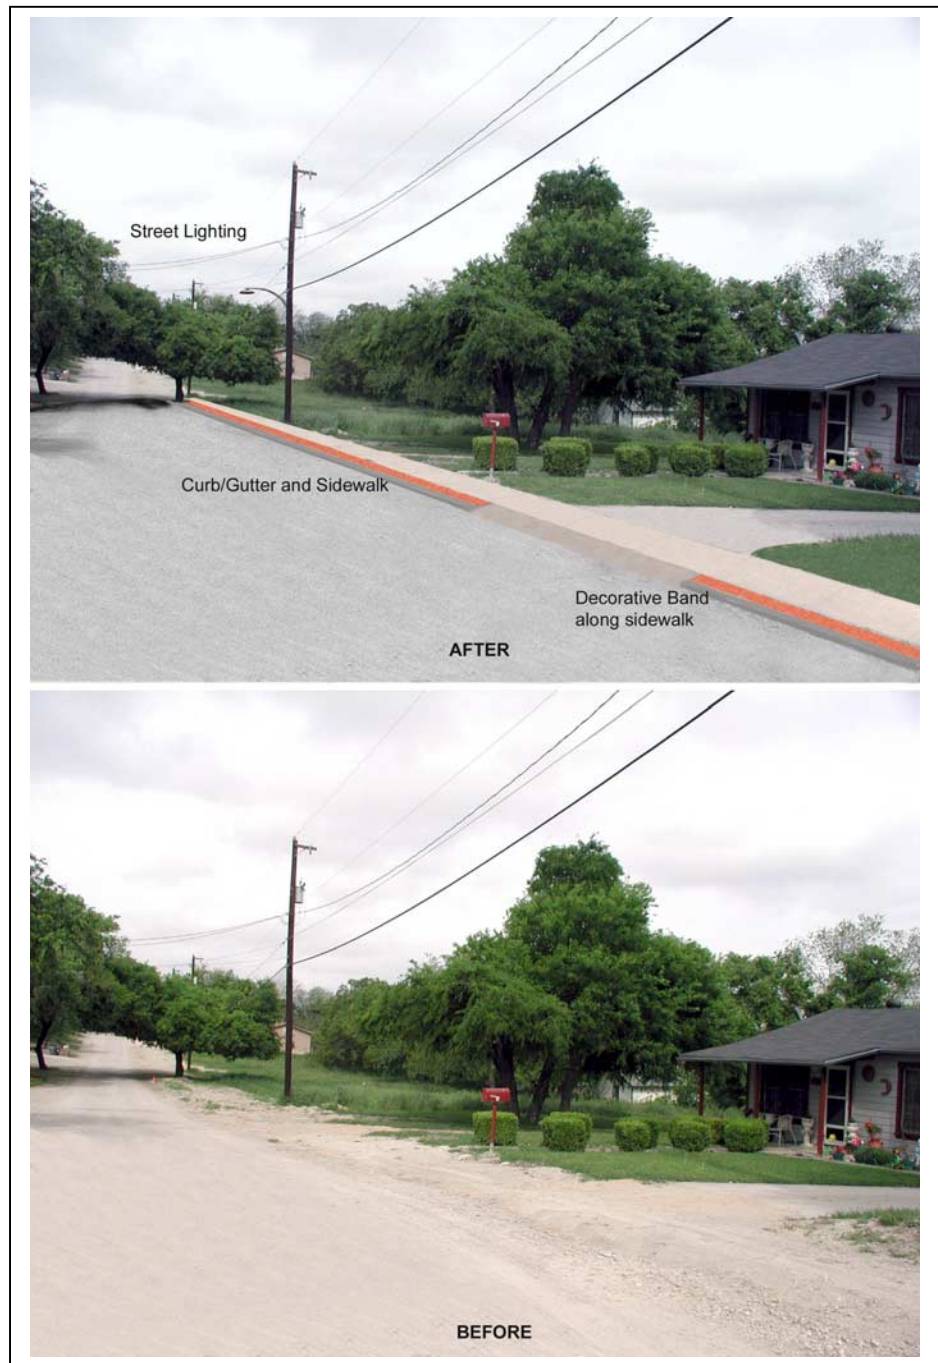 Street Lighting
Curb/Gutter and Sidewalk
Decorative Band
along sidewalk
AFTER
BEFORE